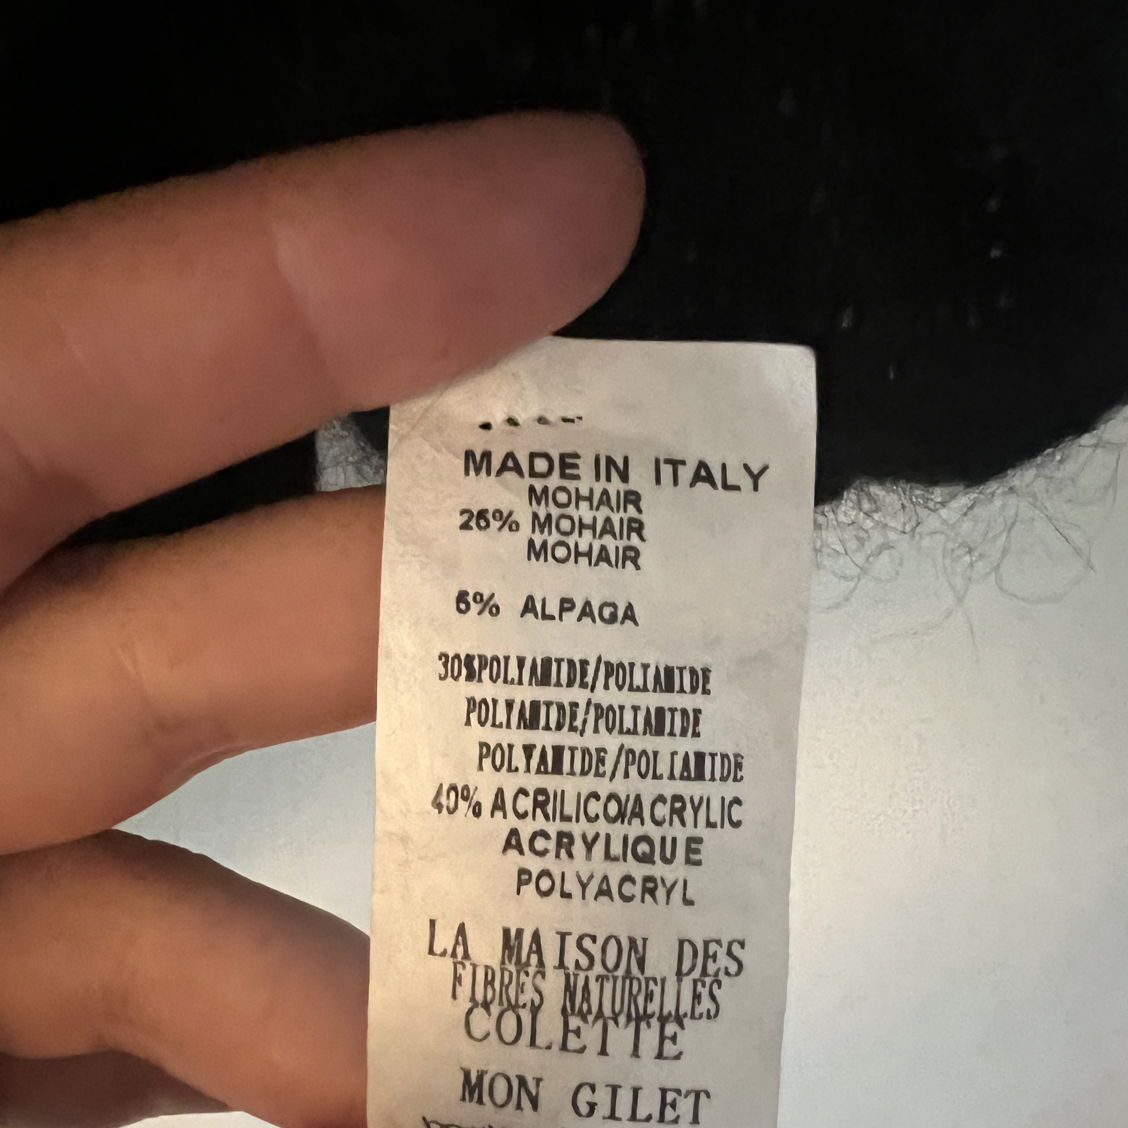 MADE IN ITALY
MOHAIR
26% MOHAIR
MOHAIR
6% ALPAGA
30%POLYAMIDE/POLIAMIDE
POLYAMIDE/POLIAMIDE
POLYAMIDE/POLIAMIDE
40% ACRILICO/ACRYLIC
ACRYLIQUE
POLYACRYL
LA MAISON DES
FIBRES NATURELLES
COLETTE
MON GILET